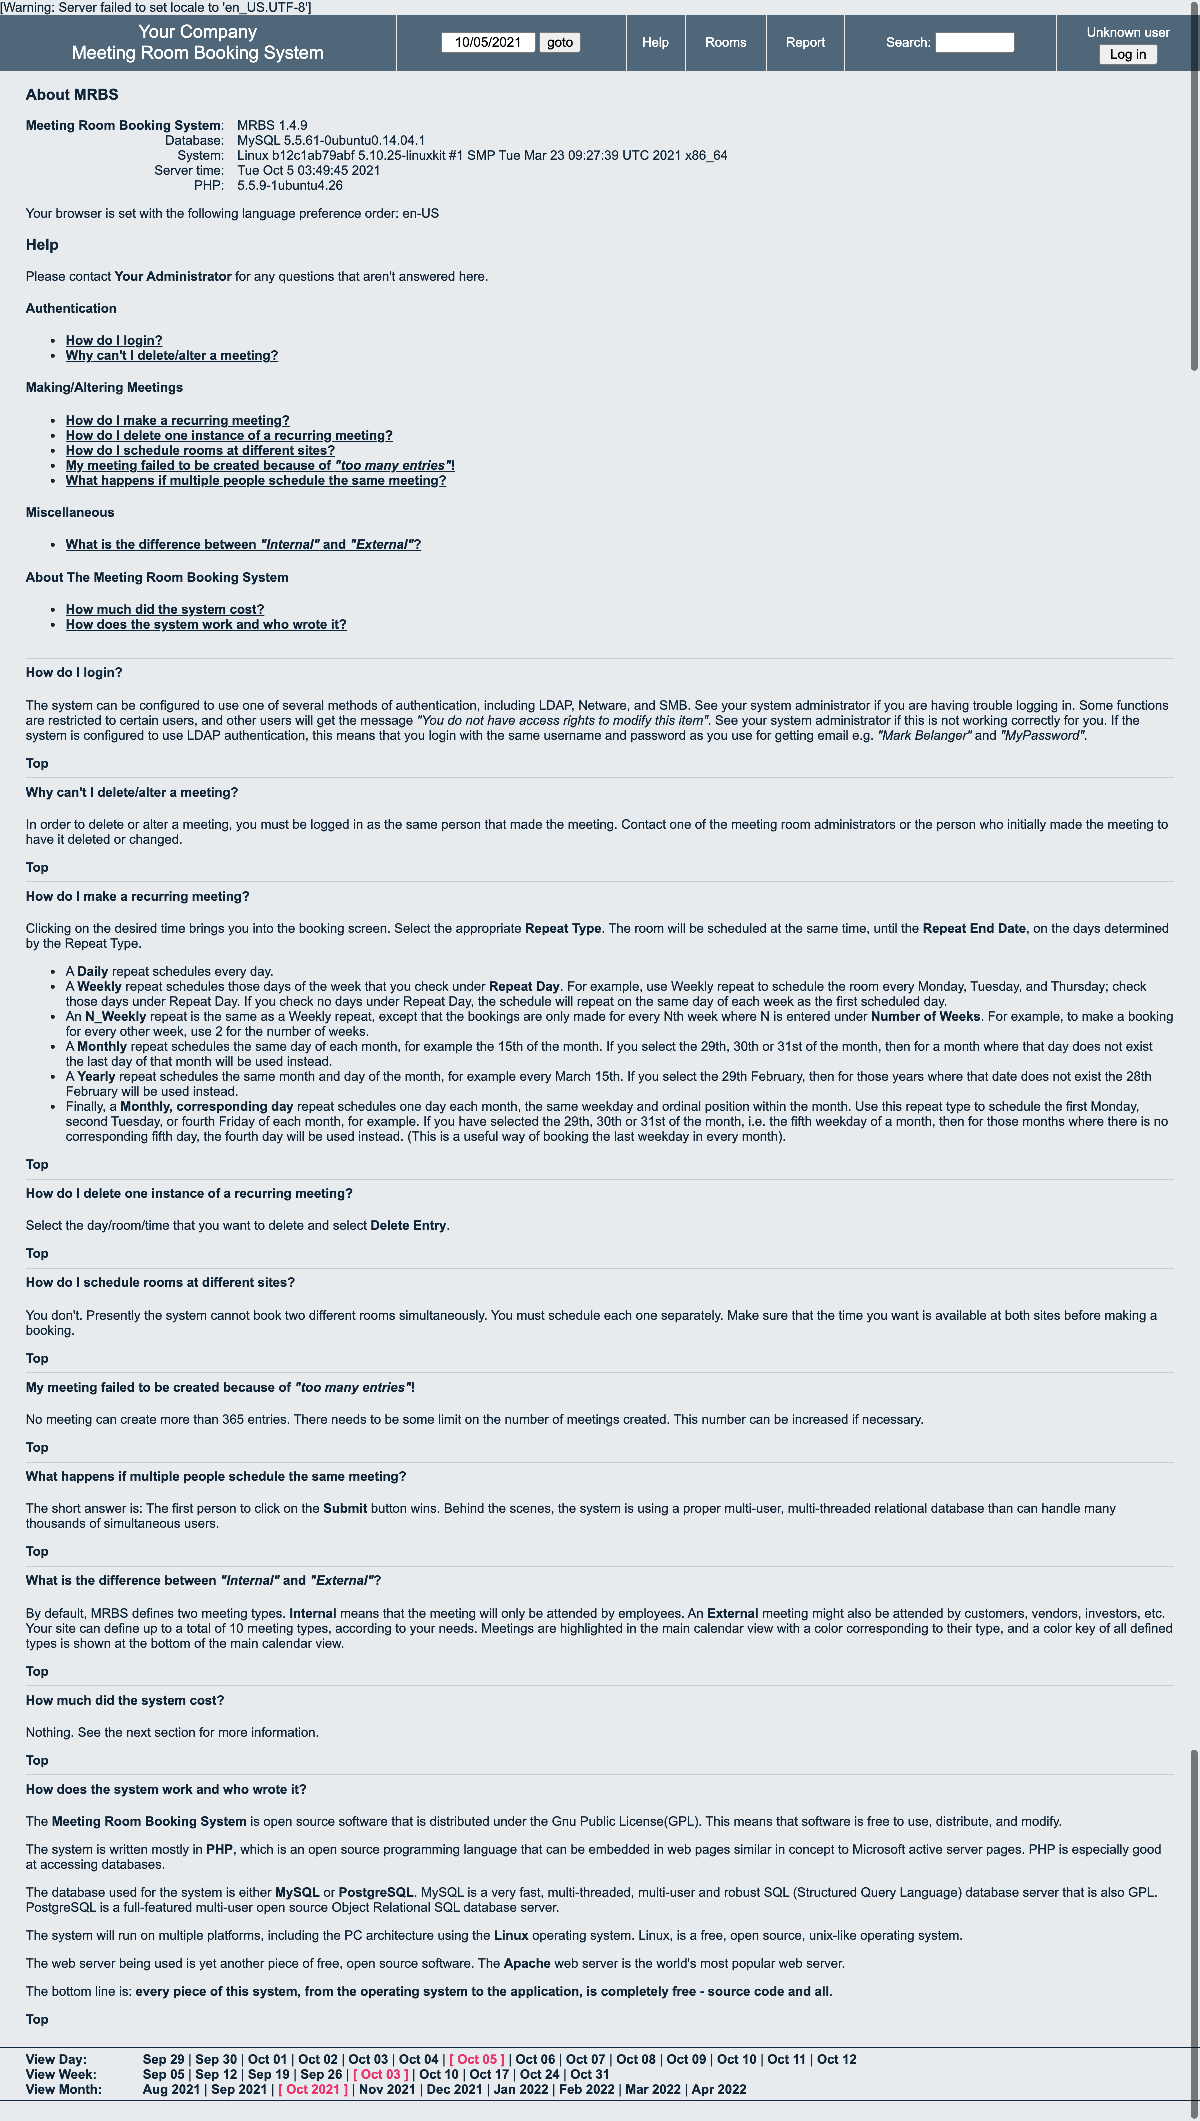 [Warning: Server failed to set locale to 'en_US.UTF-8']
Your Company
Meeting Room Booking System
10/05/2021 goto
Help
Rooms
Report
Search:
Unknown user
Log in
About MRBS
Meeting Room Booking System: MRBS 1.4.9
Database: MySQL 5.5.61-0ubuntu0.14.04.1
System: Linux b12c1ab79abf 5.10.25-linuxkit #1 SMP Tue Mar 23 09:27:39 UTC 2021 x86_64
Server time: Tue Oct 5 03:49:45 2021
PHP: 5.5.9-1ubuntu4.26
Your browser is set with the following language preference order: en-US
Help
Please contact Your Administrator for any questions that aren't answered here.
Authentication
• How do I login?
• Why can't I delete/alter a meeting?
Making/Altering Meetings
• How do I make a recurring meeting?
• How do I delete one instance of a recurring meeting?
• How do I schedule rooms at different sites?
• My meeting failed to be created because of "too many entries"!
• What happens if multiple people schedule the same meeting?
Miscellaneous
• What is the difference between "Internal" and "External"?
About The Meeting Room Booking System
• How much did the system cost?
• How does the system work and who wrote it?
How do I login?
The system can be configured to use one of several methods of authentication, including LDAP, Netware, and SMB. See your system administrator if you are having trouble logging in. Some functions
are restricted to certain users, and other users will get the message "You do not have access rights to modify this item". See your system administrator if this is not working correctly for you. If the
system is configured to use LDAP authentication, this means that you login with the same username and password as you use for getting email e.g. "Mark Belanger" and "MyPassword".
Top
Why can't I delete/alter a meeting?
In order to delete or alter a meeting, you must be logged in as the same person that made the meeting. Contact one of the meeting room administrators or the person who initially made the meeting to
have it deleted or changed.
Top
How do I make a recurring meeting?
Clicking on the desired time brings you into the booking screen. Select the appropriate Repeat Type. The room will be scheduled at the same time, until the Repeat End Date, on the days determined
by the Repeat Type.
• A Daily repeat schedules every day.
• A Weekly repeat schedules those days of the week that you check under Repeat Day. For example, use Weekly repeat to schedule the room every Monday, Tuesday, and Thursday; check
those days under Repeat Day. If you check no days under Repeat Day, the schedule will repeat on the same day of each week as the first scheduled day.
• An N_Weekly repeat is the same as a Weekly repeat, except that the bookings are only made for every Nth week where N is entered under Number of Weeks. For example, to make a booking
for every other week, use 2 for the number of weeks.
• A Monthly repeat schedules the same day of each month, for example the 15th of the month. If you select the 29th, 30th or 31st of the month, then for a month where that day does not exist
the last day of that month will be used instead.
• A Yearly repeat schedules the same month and day of the month, for example every March 15th. If you select the 29th February, then for those years where that date does not exist the 28th
February will be used instead.
• Finally, a Monthly, corresponding day repeat schedules one day each month, the same weekday and ordinal position within the month. Use this repeat type to schedule the first Monday,
second Tuesday, or fourth Friday of each month, for example. If you have selected the 29th, 30th or 31st of the month, i.e. the fifth weekday of a month, then for those months where there is no
corresponding fifth day, the fourth day will be used instead. (This is a useful way of booking the last weekday in every month).
Top
How do I delete one instance of a recurring meeting?
Select the day/room/time that you want to delete and select Delete Entry.
Top
How do I schedule rooms at different sites?
You don't. Presently the system cannot book two different rooms simultaneously. You must schedule each one separately. Make sure that the time you want is available at both sites before making a
booking.
Top
My meeting failed to be created because of "too many entries"!
No meeting can create more than 365 entries. There needs to be some limit on the number of meetings created. This number can be increased if necessary.
Top
What happens if multiple people schedule the same meeting?
The short answer is: The first person to click on the Submit button wins. Behind the scenes, the system is using a proper multi-user, multi-threaded relational database than can handle many
thousands of simultaneous users.
Top
What is the difference between "Internal" and "External"?
By default, MRBS defines two meeting types. Internal means that the meeting will only be attended by employees. An External meeting might also be attended by customers, vendors, investors, etc.
Your site can define up to a total of 10 meeting types, according to your needs. Meetings are highlighted in the main calendar view with a color corresponding to their type, and a color key of all defined
types is shown at the bottom of the main calendar view.
Top
How much did the system cost?
Nothing. See the next section for more information.
Top
How does the system work and who wrote it?
The Meeting Room Booking System is open source software that is distributed under the Gnu Public License(GPL). This means that software is free to use, distribute, and modify.
The system is written mostly in PHP, which is an open source programming language that can be embedded in web pages similar in concept to Microsoft active server pages. PHP is especially good
at accessing databases.
The database used for the system is either MySQL or PostgreSQL. MySQL is a very fast, multi-threaded, multi-user and robust SQL (Structured Query Language) database server that is also GPL.
PostgreSQL is a full-featured multi-user open source Object Relational SQL database server.
The system will run on multiple platforms, including the PC architecture using the Linux operating system. Linux, is a free, open source, unix-like operating system.
The web server being used is yet another piece of free, open source software. The Apache web server is the world's most popular web server.
The bottom line is: every piece of this system, from the operating system to the application, is completely free - source code and all.
Top
View Day: Sep 29 | Sep 30 | Oct 01 | Oct 02 | Oct 03 | Oct 04 | [ Oct 05 ] | Oct 06 | Oct 07 | Oct 08 | Oct 09 | Oct 10 | Oct 11 | Oct 12
View Week: Sep 05 | Sep 12 | Sep 19 | Sep 26 | [ Oct 03 ] | Oct 10 | Oct 17 | Oct 24 | Oct 31
View Month: Aug 2021 | Sep 2021 | [ Oct 2021 ] | Nov 2021 | Dec 2021 | Jan 2022 | Feb 2022 | Mar 2022 | Apr 2022